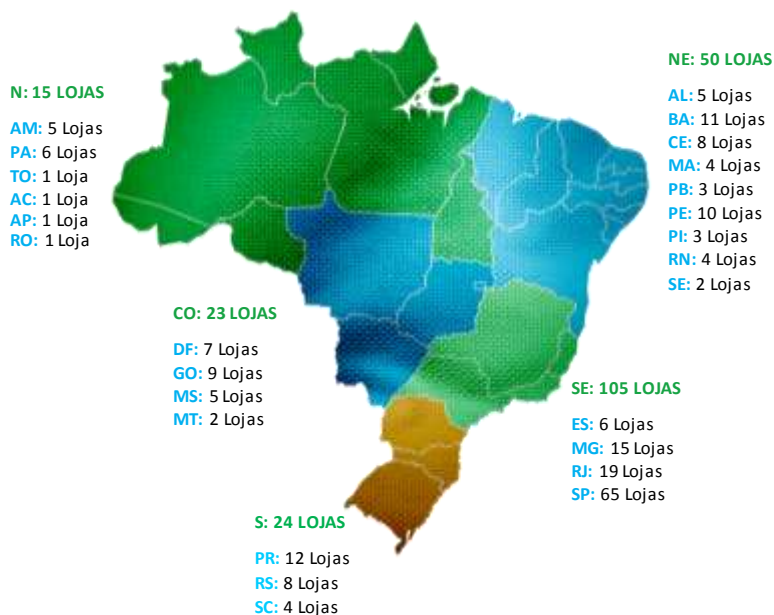 N: 15 LOJAS
AM: 5 Lojas
PA: 6 Lojas
TO: 1 Loja
AC: 1 Loja
AP: 1 Loja
RO: 1 Loja
NE: 50 LOJAS
AL: 5 Lojas
BA: 11 Lojas
CE: 8 Lojas
MA: 4 Lojas
PB: 3 Lojas
PE: 10 Lojas
PI: 3 Lojas
RN: 4 Lojas
SE: 2 Lojas
CO: 23 LOJAS
DF: 7 Lojas
GO: 9 Lojas
MS: 5 Lojas
MT: 2 Lojas
SE: 105 LOJAS
ES: 6 Lojas
MG: 15 Lojas
RJ: 19 Lojas
SP: 65 Lojas
S: 24 LOJAS
PR: 12 Lojas
RS: 8 Lojas
SC: 4 Lojas